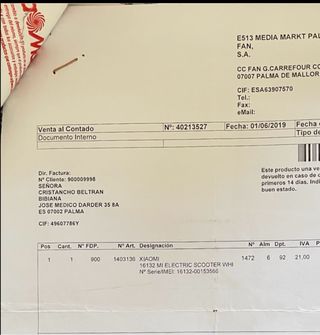 E513 MEDIA MARKT PAL
FAN,
S.A.
CC FAN G.CARREFOUR CO
07007 PALMA DE MALLOR
CIF: ESA63907570
Tel.:
Fax:
eMail:
Venta al Contado Nº: 40213527 Fecha: 01/06/2019 Fecha
Documento Interno Tipo de
Dir. Factura:
Nº Cliente: 900009998
SEÑORA
CRISTANCHO BELTRAN
BIBIANA
JOSE MEDICO DARDER 35 8A
ES 07002 PALMA
CIF: 49607786Y
Este producto una ve
devuelto en caso de
primeros 14 días. Indi
buen estado.
Pos Cant. Nº FDP. Nº Art. Designación Nº Alm Dpt. IVA P
1 1 900 1403136 XIAOMI 1472 6 92 21,00
16132 MI ELECTRIC SCOOTER WHI
Nº Serie/IMEI: 16132-00153566